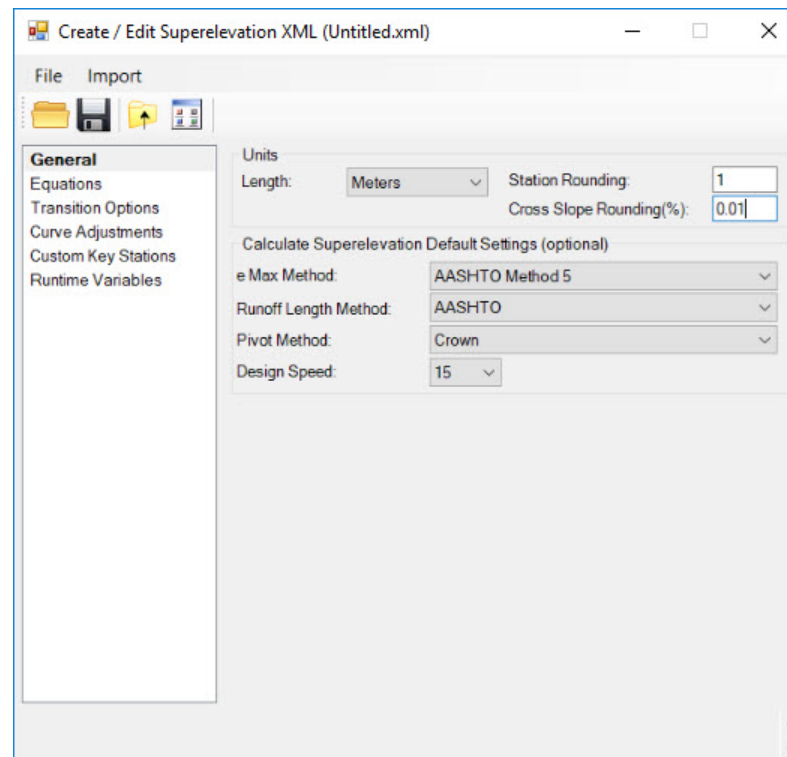 Create / Edit Superelevation XML (Untitled.xml)
File Import
General
Equations
Transition Options
Curve Adjustments
Custom Key Stations
Runtime Variables
Units
Length: Meters Station Rounding: 1
Cross Slope Rounding(%): 0.01
Calculate Superelevation Default Settings (optional)
e Max Method: AASHTO Method 5
Runoff Length Method: AASHTO
Pivot Method: Crown
Design Speed: 15